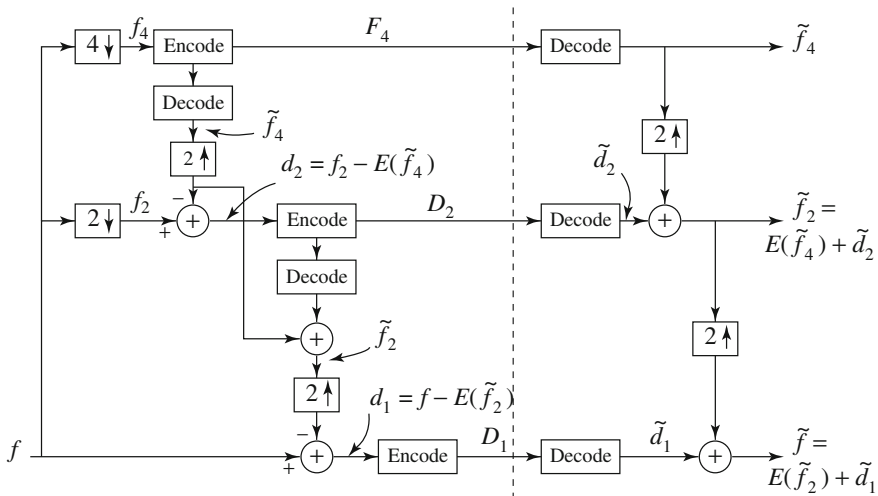 4↓ f₄ Encode F₄ Decode f̃₄
Decode
f̃₄
2↑ 2↑
d₂ = f₂ − E(f̃₄) d̃₂
2↓ f₂ − + + Encode D₂ Decode + f̃₂ =
E(f̃₄) + d̃₂
Decode
+ f̃₂ 2↑
2↑ d₁ = f − E(f̃₂)
f − + + Encode D₁ Decode d̃₁ + f̃ =
E(f̃₂) + d̃₁